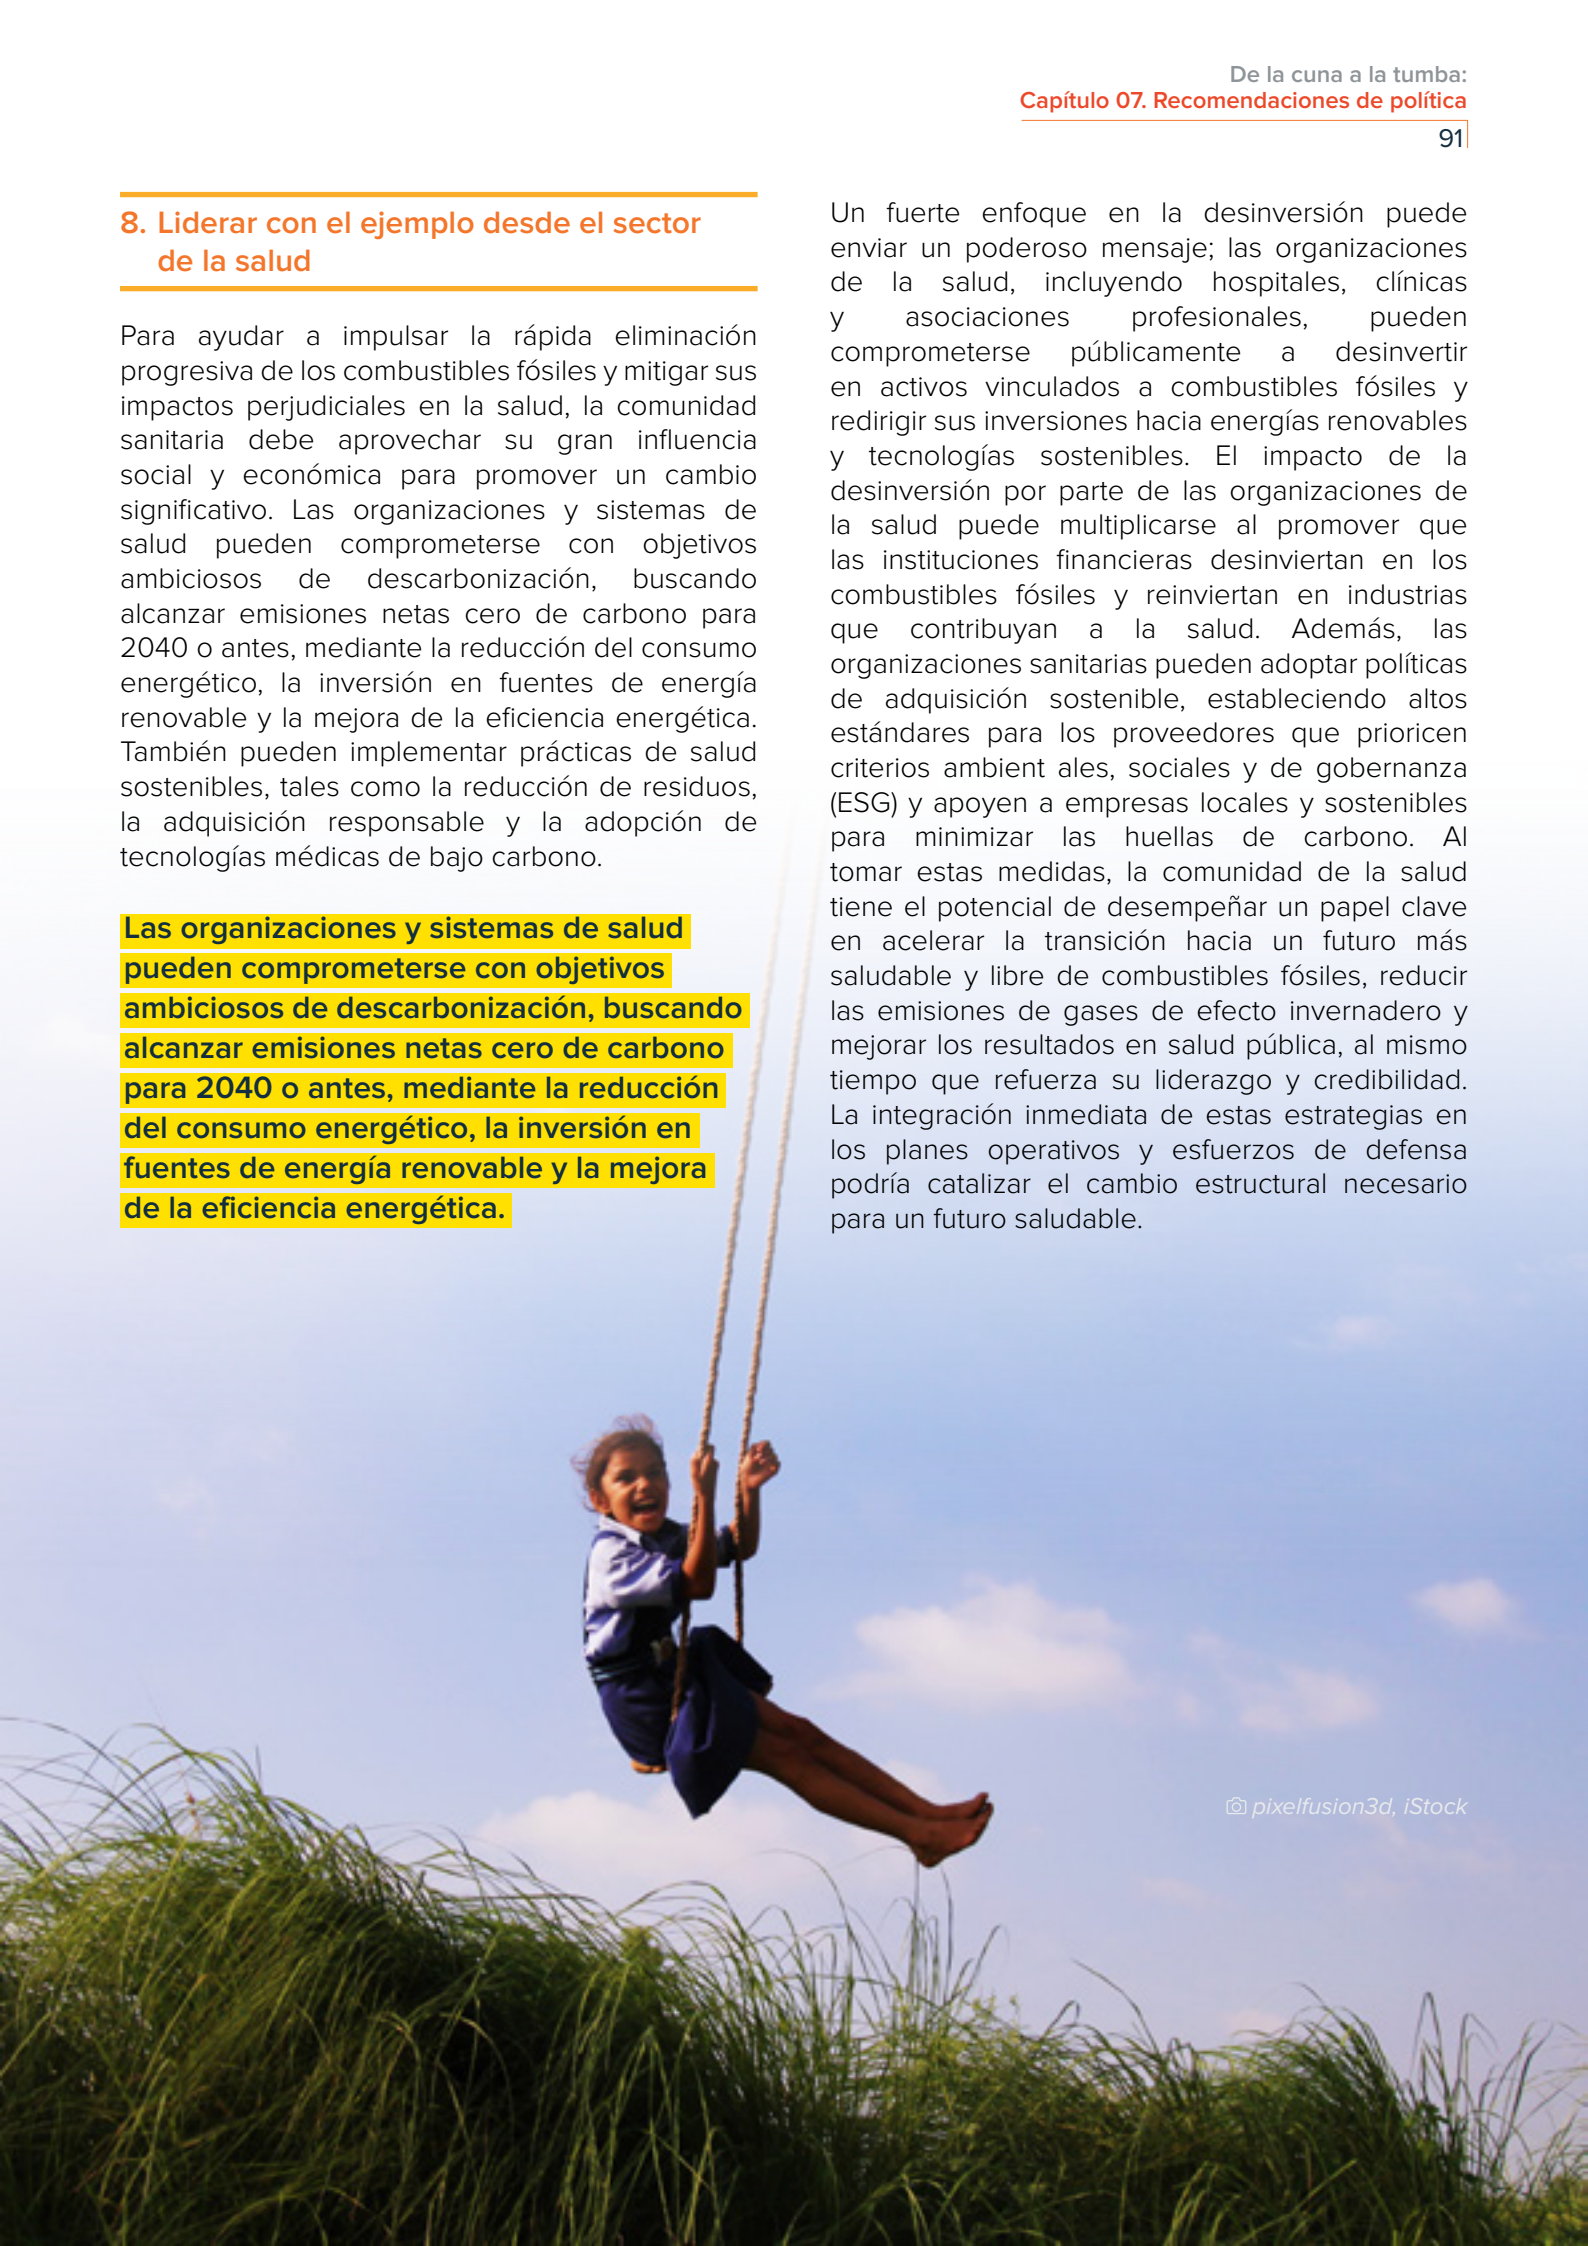 De la cuna a la tumba:
Capítulo 07. Recomendaciones de política
91
8. Liderar con el ejemplo desde el sector
de la salud
Para ayudar a impulsar la rápida eliminación
progresiva de los combustibles fósiles y mitigar sus
impactos perjudiciales en la salud, la comunidad
sanitaria debe aprovechar su gran influencia
social y económica para promover un cambio
significativo. Las organizaciones y sistemas de
salud pueden comprometerse con objetivos
ambiciosos de descarbonización, buscando
alcanzar emisiones netas cero de carbono para
2040 o antes, mediante la reducción del consumo
energético, la inversión en fuentes de energía
renovable y la mejora de la eficiencia energética.
También pueden implementar prácticas de salud
sostenibles, tales como la reducción de residuos,
la adquisición responsable y la adopción de
tecnologías médicas de bajo carbono.
Las organizaciones y sistemas de salud
pueden comprometerse con objetivos
ambiciosos de descarbonización, buscando
alcanzar emisiones netas cero de carbono
para 2040 o antes, mediante la reducción
del consumo energético, la inversión en
fuentes de energía renovable y la mejora
de la eficiencia energética.
Un fuerte enfoque en la desinversión puede
enviar un poderoso mensaje; las organizaciones
de la salud, incluyendo hospitales, clínicas
y asociaciones profesionales, pueden
comprometerse públicamente a desinvertir
en activos vinculados a combustibles fósiles y
redirigir sus inversiones hacia energías renovables
y tecnologías sostenibles. El impacto de la
desinversión por parte de las organizaciones de
la salud puede multiplicarse al promover que
las instituciones financieras desinviertan en los
combustibles fósiles y reinviertan en industrias
que contribuyan a la salud. Además, las
organizaciones sanitarias pueden adoptar políticas
de adquisición sostenible, estableciendo altos
estándares para los proveedores que prioricen
criterios ambient ales, sociales y de gobernanza
(ESG) y apoyen a empresas locales y sostenibles
para minimizar las huellas de carbono. Al
tomar estas medidas, la comunidad de la salud
tiene el potencial de desempeñar un papel clave
en acelerar la transición hacia un futuro más
saludable y libre de combustibles fósiles, reducir
las emisiones de gases de efecto invernadero y
mejorar los resultados en salud pública, al mismo
tiempo que refuerza su liderazgo y credibilidad.
La integración inmediata de estas estrategias en
los planes operativos y esfuerzos de defensa
podría catalizar el cambio estructural necesario
para un futuro saludable.
pixelfusion3d, iStock